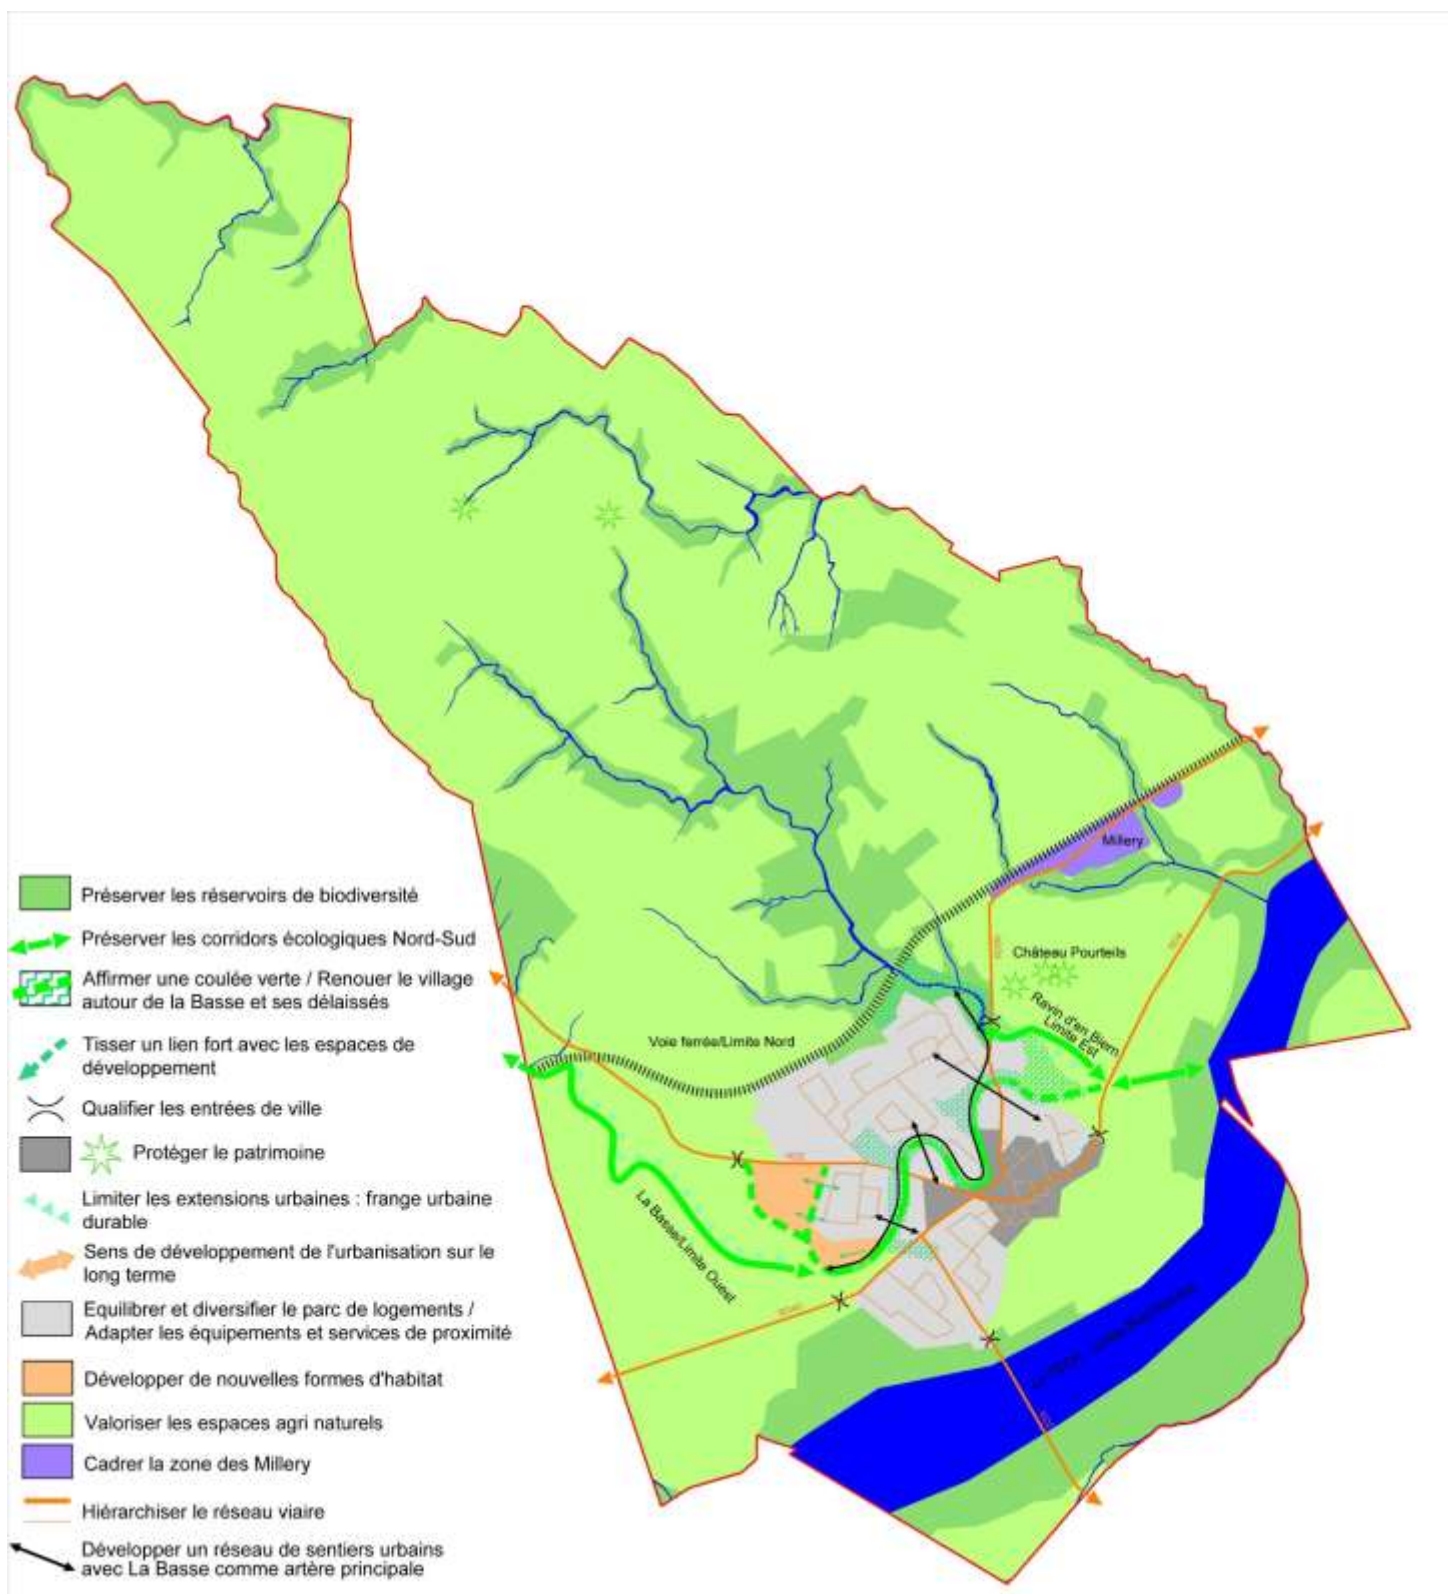 Millery
Château Pourteils
Ravin d'en Biern
Limite Est
Voie ferrée/Limite Nord
La Basse/Limite Ouest
Préserver les réservoirs de biodiversité
Préserver les corridors écologiques Nord-Sud
Affirmer une coulée verte / Renouer le village
autour de la Basse et ses délaissés
Tisser un lien fort avec les espaces de
développement
Qualifier les entrées de ville
Protéger le patrimoine
Limiter les extensions urbaines : frange urbaine
durable
Sens de développement de l'urbanisation sur le
long terme
Equilibrer et diversifier le parc de logements /
Adapter les équipements et services de proximité
Développer de nouvelles formes d'habitat
Valoriser les espaces agri naturels
Cadrer la zone des Millery
Hiérarchiser le réseau viaire
Développer un réseau de sentiers urbains
avec La Basse comme artère principale